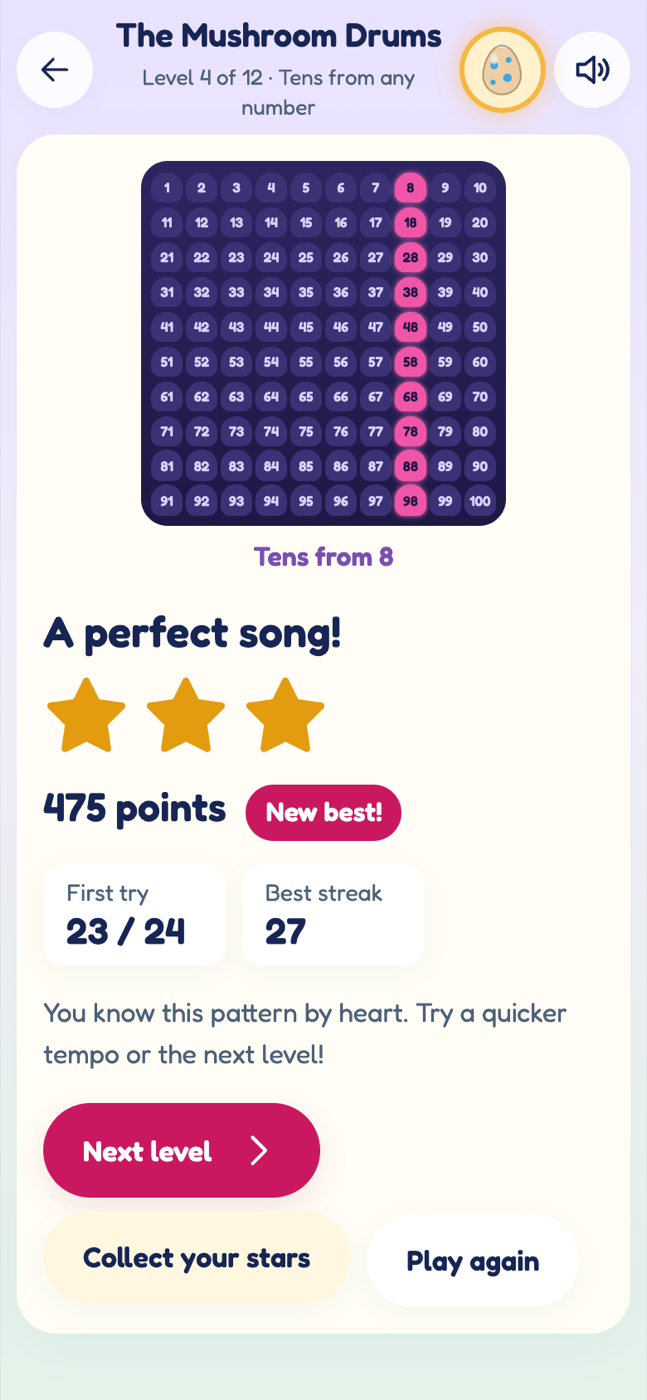 The Mushroom Drums
Level 4 of 12 · Tens from any
number
1 2 3 4 5 6 7 8 9 10
11 12 13 14 15 16 17 18 19 20
21 22 23 24 25 26 27 28 29 30
31 32 33 34 35 36 37 38 39 40
41 42 43 44 45 46 47 48 49 50
51 52 53 54 55 56 57 58 59 60
61 62 63 64 65 66 67 68 69 70
71 72 73 74 75 76 77 78 79 80
81 82 83 84 85 86 87 88 89 90
91 92 93 94 95 96 97 98 99 100
Tens from 8
A perfect song!
475 points New best!
First try Best streak
23 / 24 27
You know this pattern by heart. Try a quicker
tempo or the next level!
Next level
Collect your stars Play again